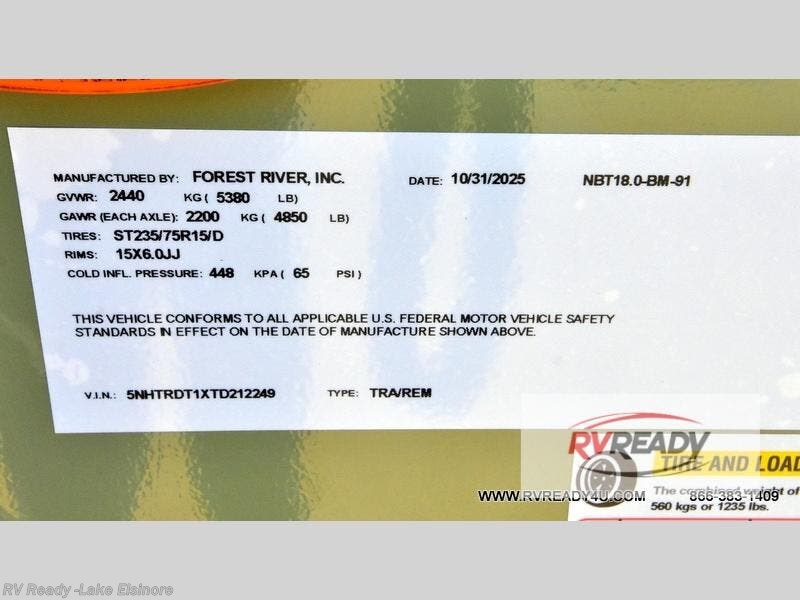 MANUFACTURED BY: FOREST RIVER, INC. DATE: 10/31/2025 NBT18.0-BM-91
GVWR: 2440 KG ( 5380 LB)
GAWR (EACH AXLE): 2200 KG ( 4850 LB)
TIRES: ST235/75R15/D
RIMS: 15X6.0JJ
COLD INFL. PRESSURE: 448 KPA ( 65 PSI )
THIS VEHICLE CONFORMS TO ALL APPLICABLE U.S. FEDERAL MOTOR VEHICLE SAFETY
STANDARDS IN EFFECT ON THE DATE OF MANUFACTURE SHOWN ABOVE.
V.I.N.: 5NHTRDT1XTD212249 TYPE: TRA/REM
RVREADY
TIRE AND LOAD
The combined weight of
WWW.RVREADY4U.COM 866-383-1409
560 kgs or 1235 lbs.
RV Ready -Lake Elsinore